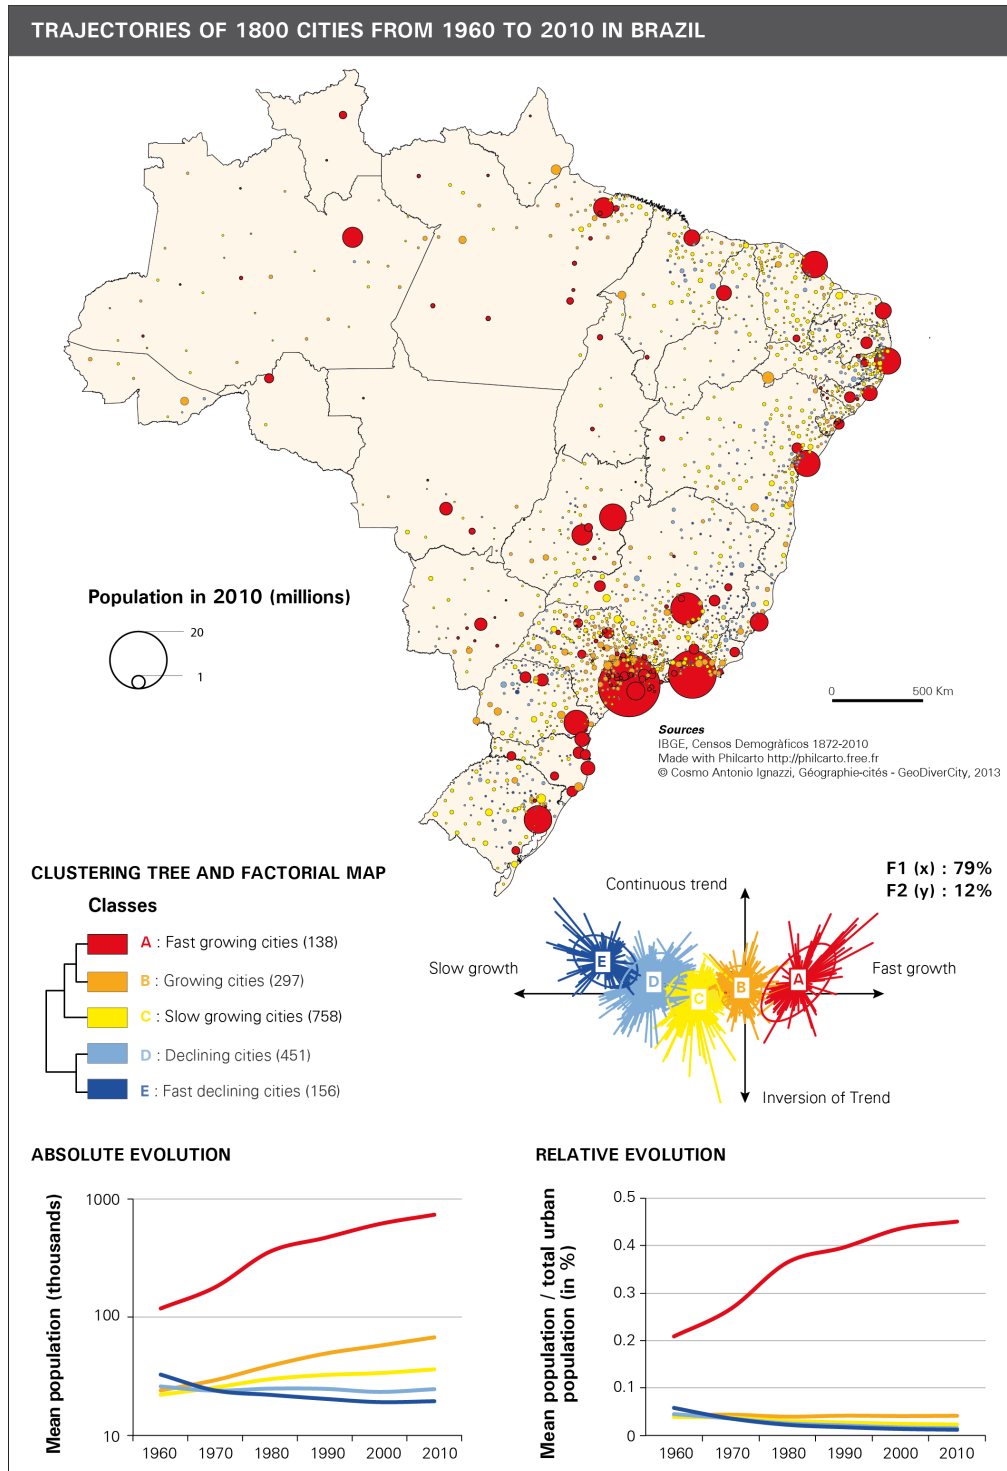 TRAJECTORIES OF 1800 CITIES FROM 1960 TO 2010 IN BRAZIL
Population in 2010 (millions)
20
1
0 500 Km
Sources
IBGE, Censos Demogràficos 1872-2010
Made with Philcarto http://philcarto.free.fr
© Cosmo Antonio Ignazzi, Géographie-cités - GeoDiverCity, 2013
CLUSTERING TREE AND FACTORIAL MAP
Classes
A : Fast growing cities (138)
B : Growing cities (297)
C : Slow growing cities (758)
D : Declining cities (451)
E : Fast declining cities (156)
F1 (x) : 79%
F2 (y) : 12%
Continuous trend
Slow growth
Fast growth
E
D
C
B
A
Inversion of Trend
ABSOLUTE EVOLUTION
Mean population (thousands)
1000
100
10
1960 1970 1980 1990 2000 2010
RELATIVE EVOLUTION
Mean population / total urban
population (in %)
0.5
0.4
0.3
0.2
0.1
0
1960 1970 1980 1990 2000 2010